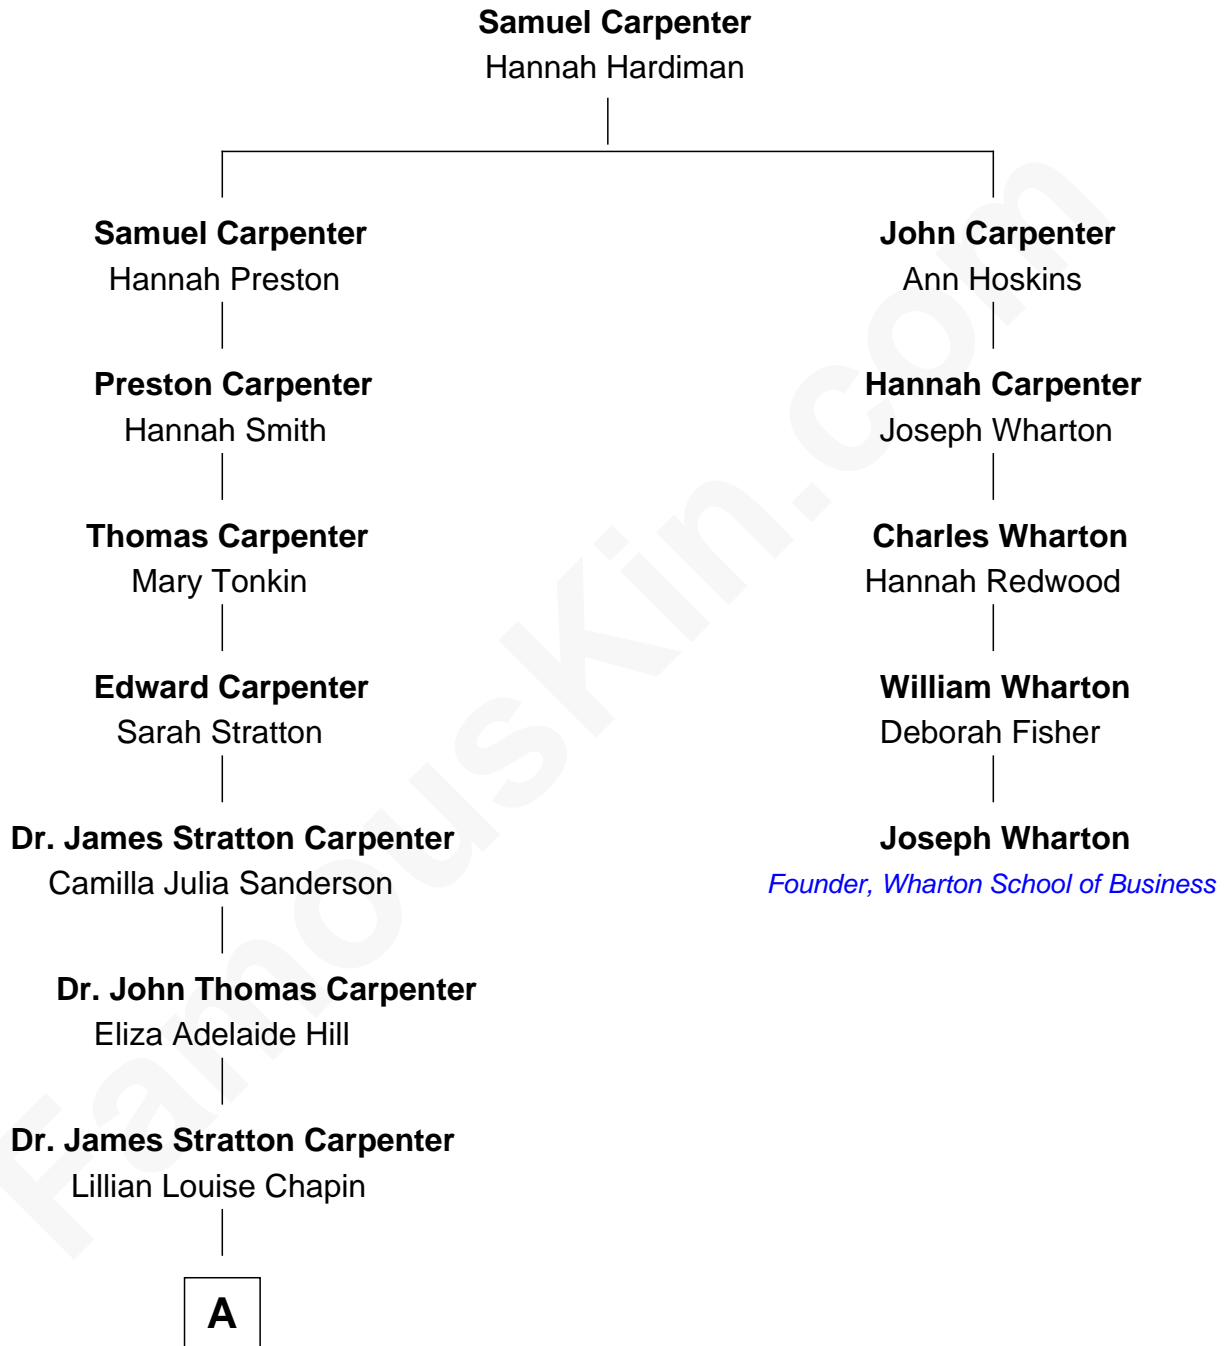 Samuel Carpenter
Hannah Hardiman
Samuel Carpenter
Hannah Preston
Preston Carpenter
Hannah Smith
Thomas Carpenter
Mary Tonkin
Edward Carpenter
Sarah Stratton
Dr. James Stratton Carpenter
Camilla Julia Sanderson
Dr. John Thomas Carpenter
Eliza Adelaide Hill
Dr. James Stratton Carpenter
Lillian Louise Chapin
A
John Carpenter
Ann Hoskins
Hannah Carpenter
Joseph Wharton
Charles Wharton
Hannah Redwood
William Wharton
Deborah Fisher
Joseph Wharton
Founder, Wharton School of Business
FamousKin.com